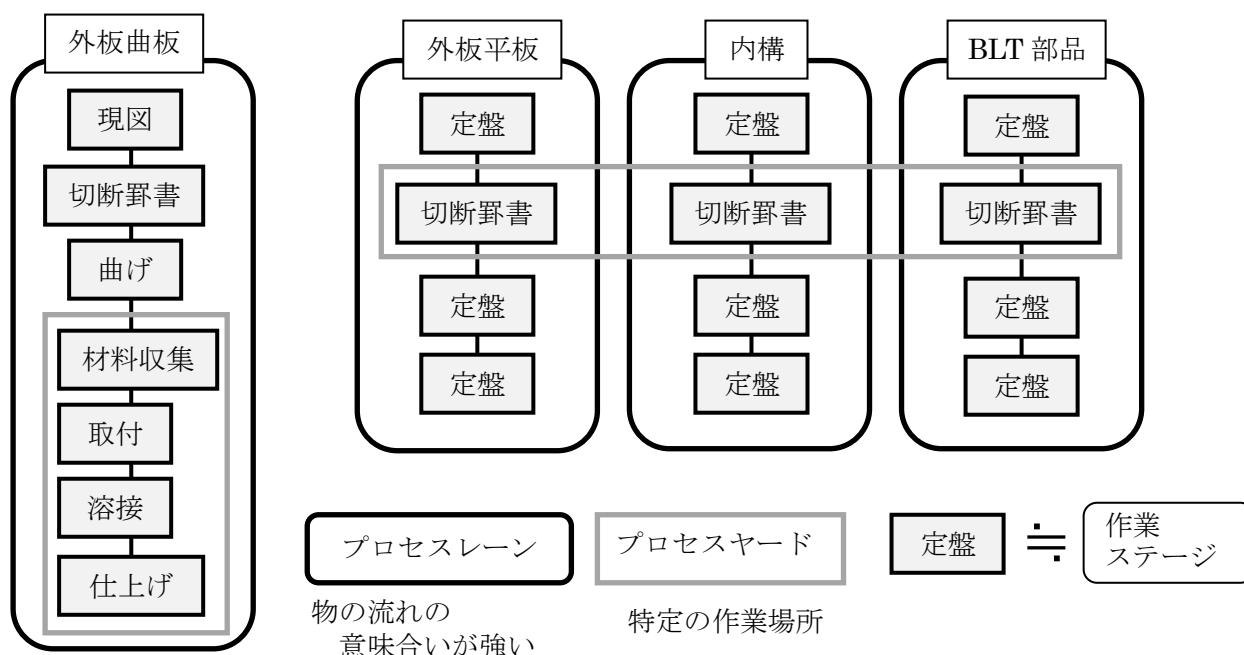 外板曲板
現図
切断罫書
曲げ
材料収集
取付
溶接
仕上げ
外板平板
定盤
切断罫書
定盤
定盤
内構
定盤
切断罫書
定盤
定盤
BLT 部品
定盤
切断罫書
定盤
定盤
プロセスレーン
物の流れの
意味合いが強い
プロセスヤード
特定の作業場所
定盤
≒
作業
ステージ